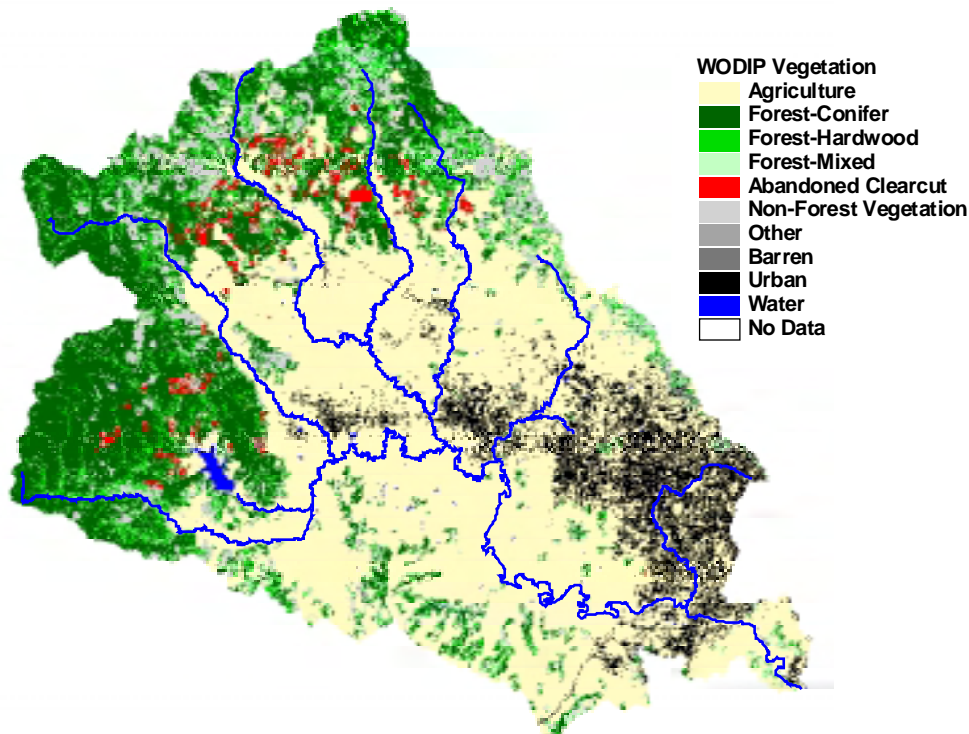 WODIP Vegetation
Agriculture
Forest-Conifer
Forest-Hardwood
Forest-Mixed
Abandoned Clearcut
Non-Forest Vegetation
Other
Barren
Urban
Water
No Data